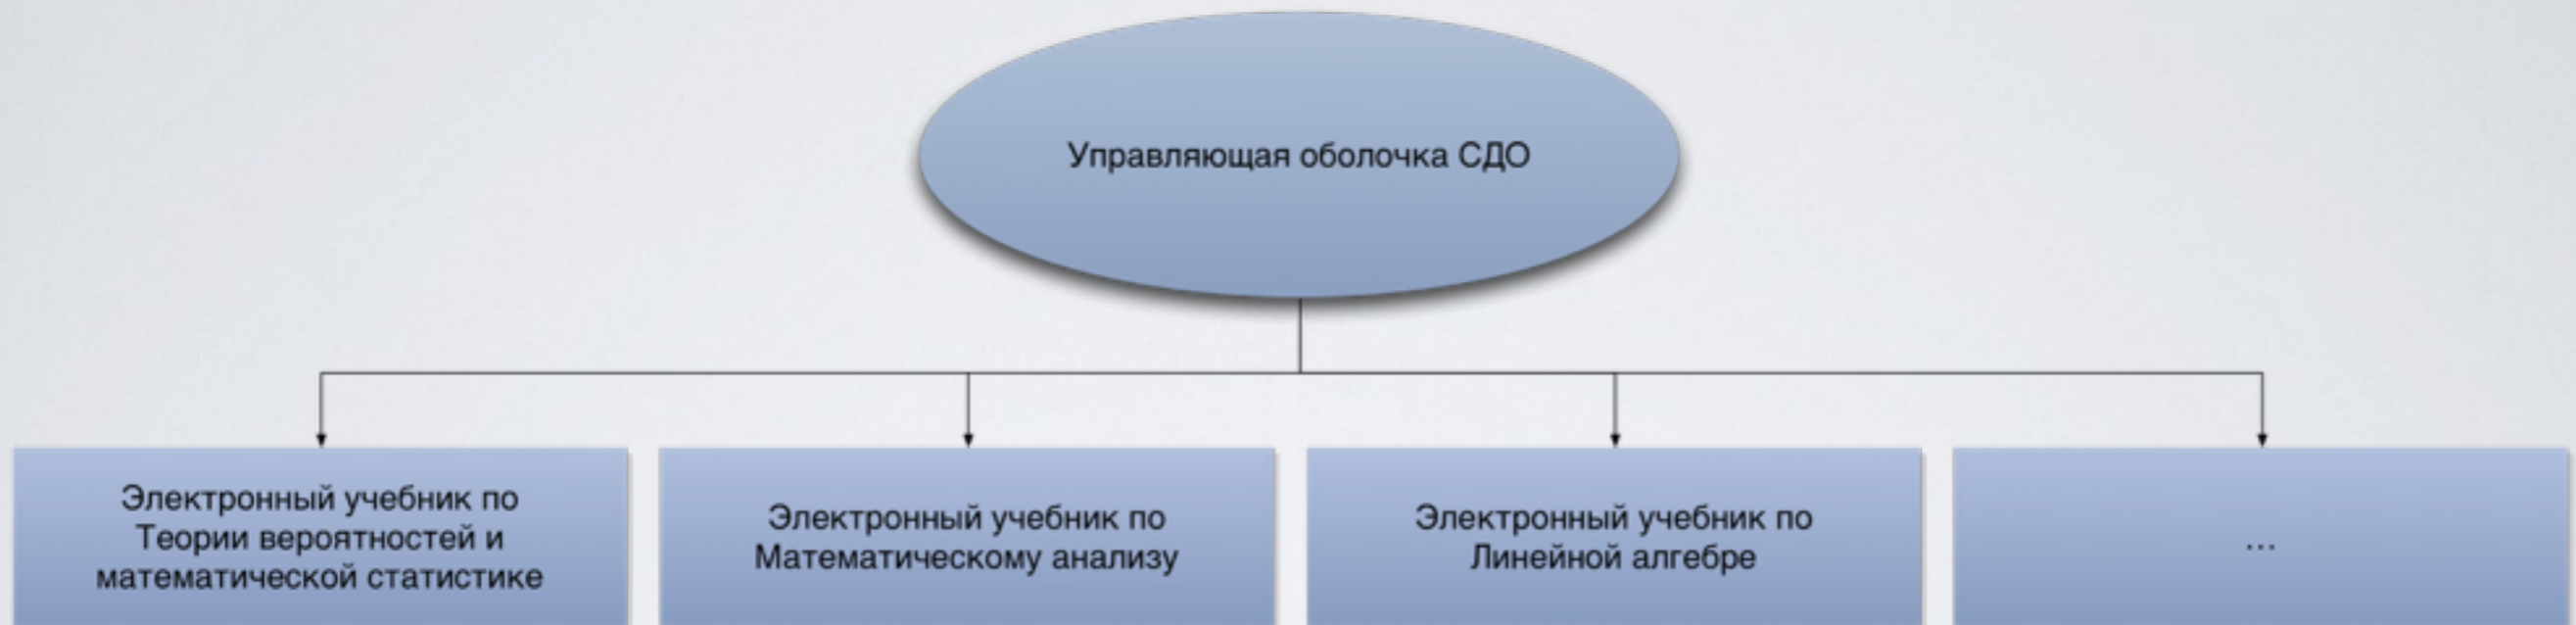 Управляющая оболочка СДО
Электронный учебник по
Теории вероятностей и
математической статистике
Электронный учебник по
Математическому анализу
Электронный учебник по
Линейной алгебре
...